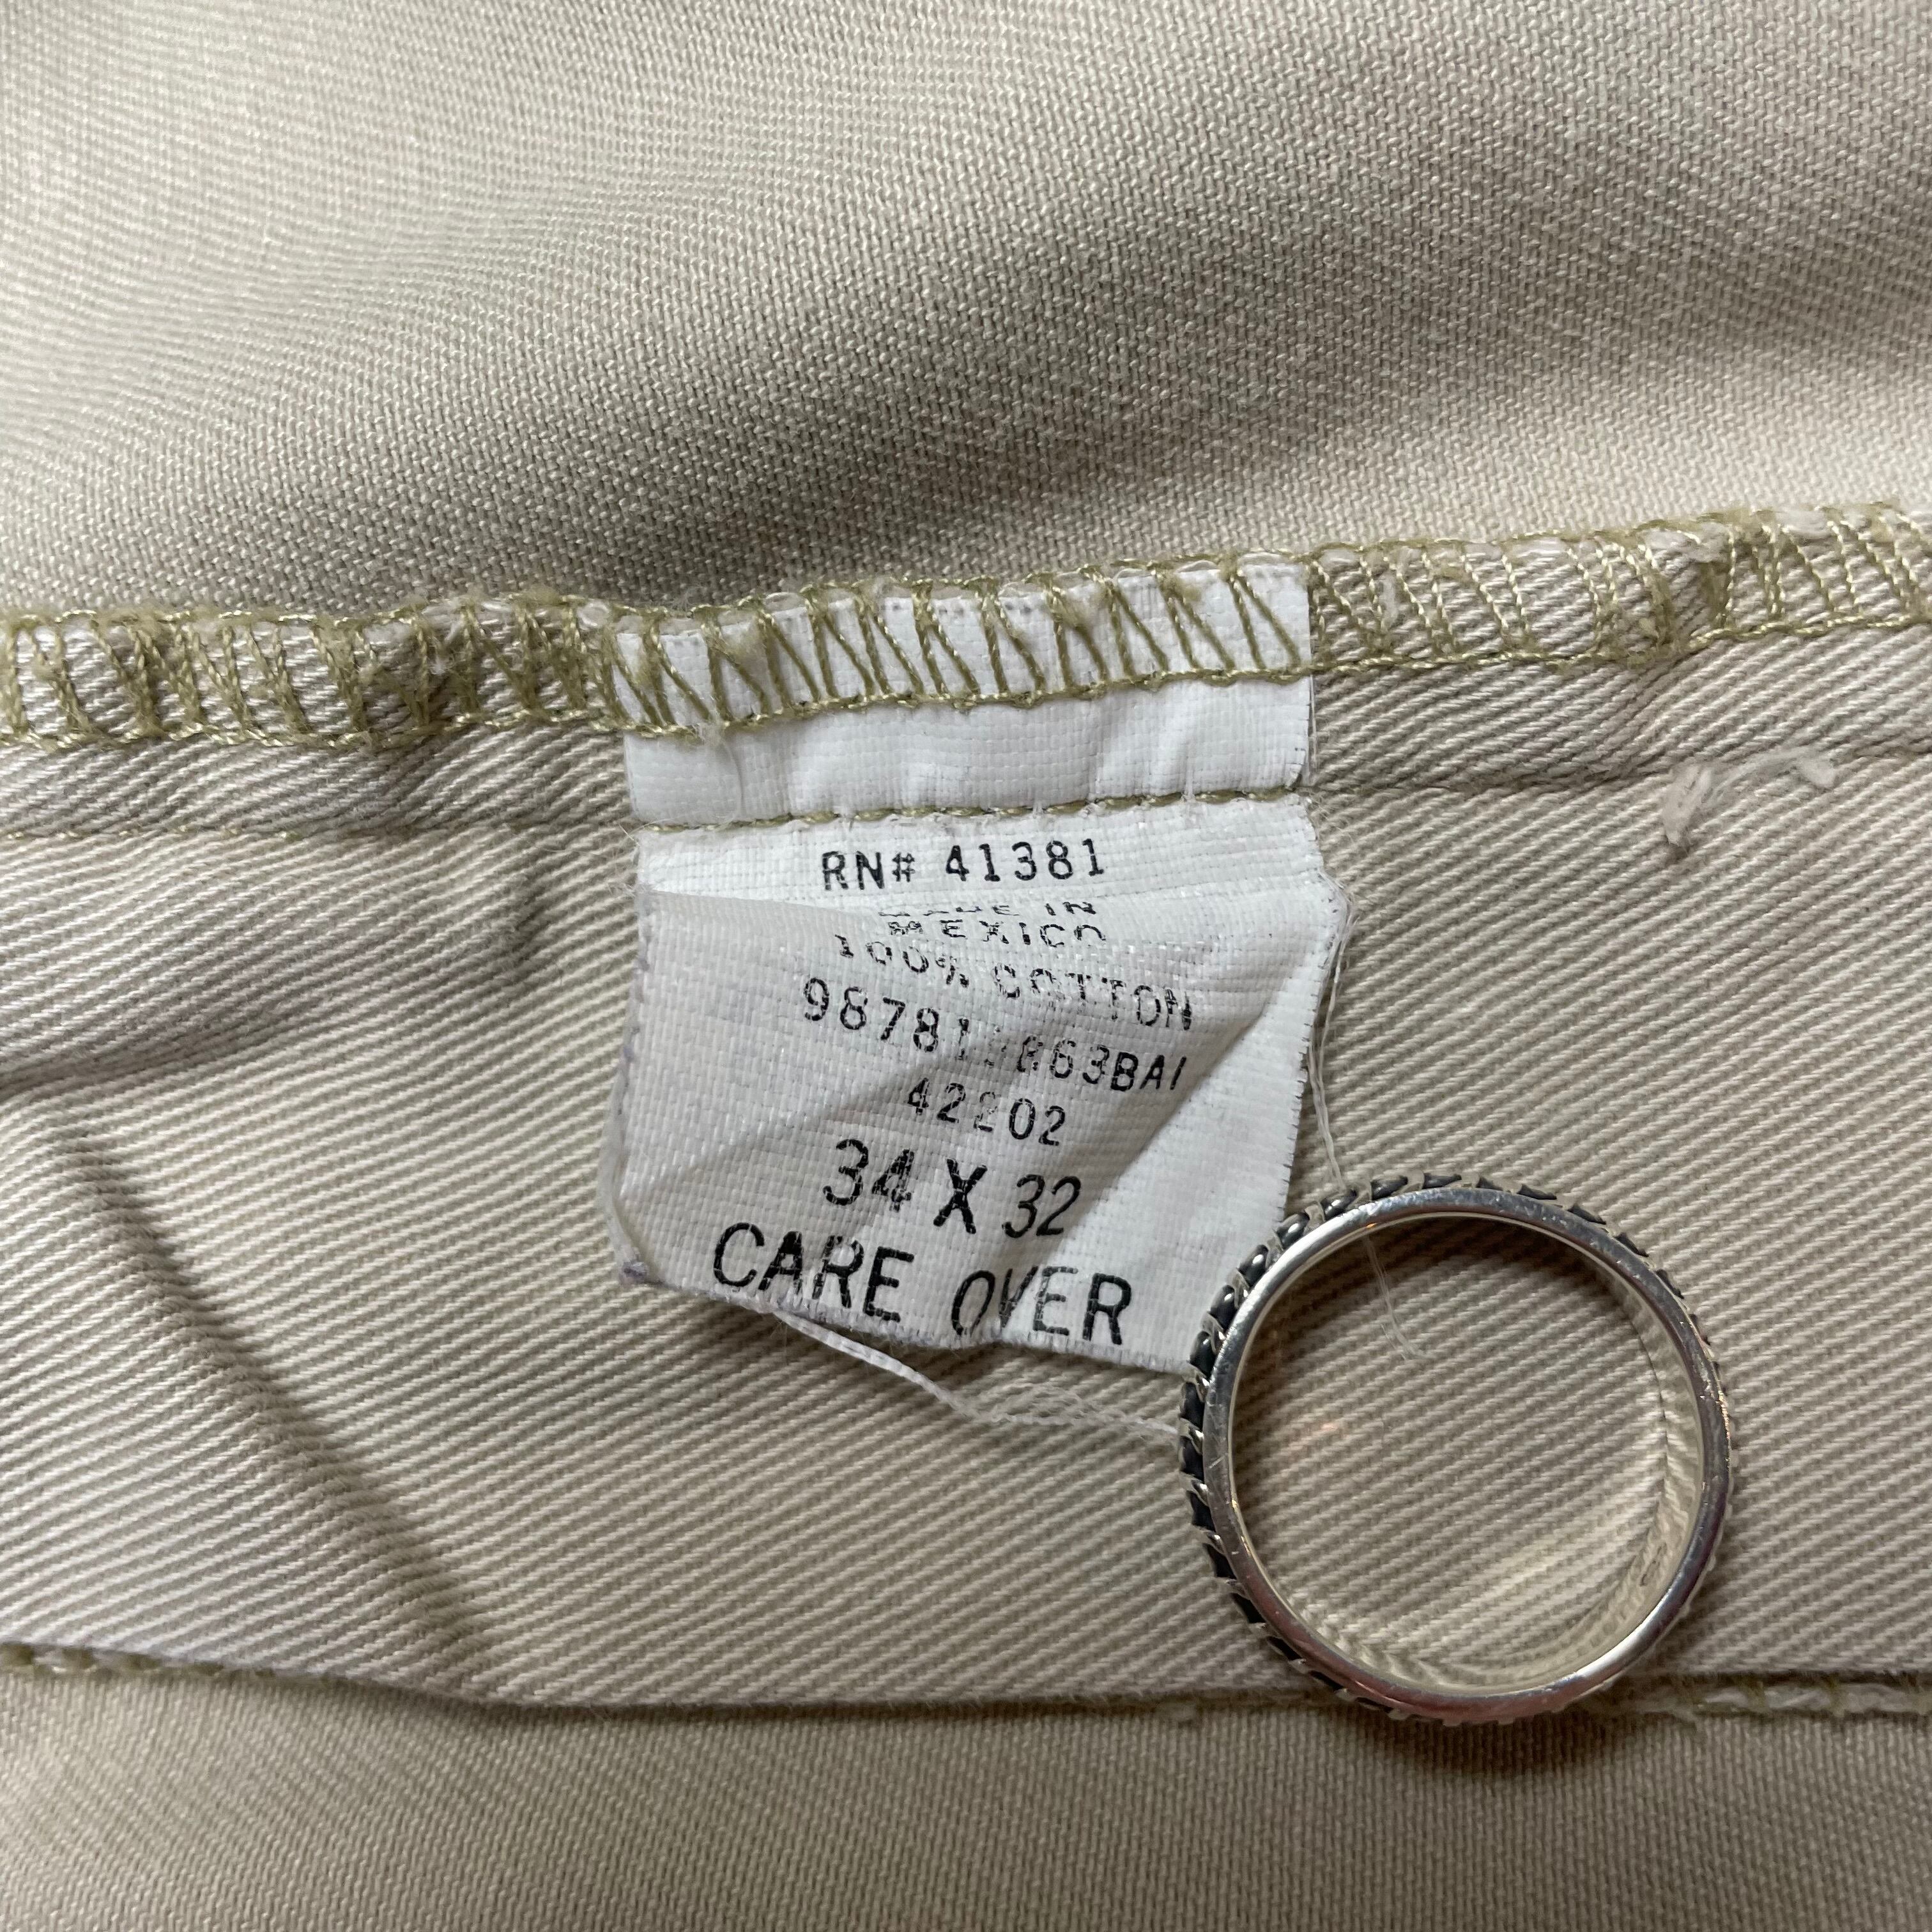 RN# 41381
MADE IN
MEXICO
100% COTTON
42202
34 X 32
CARE OVER